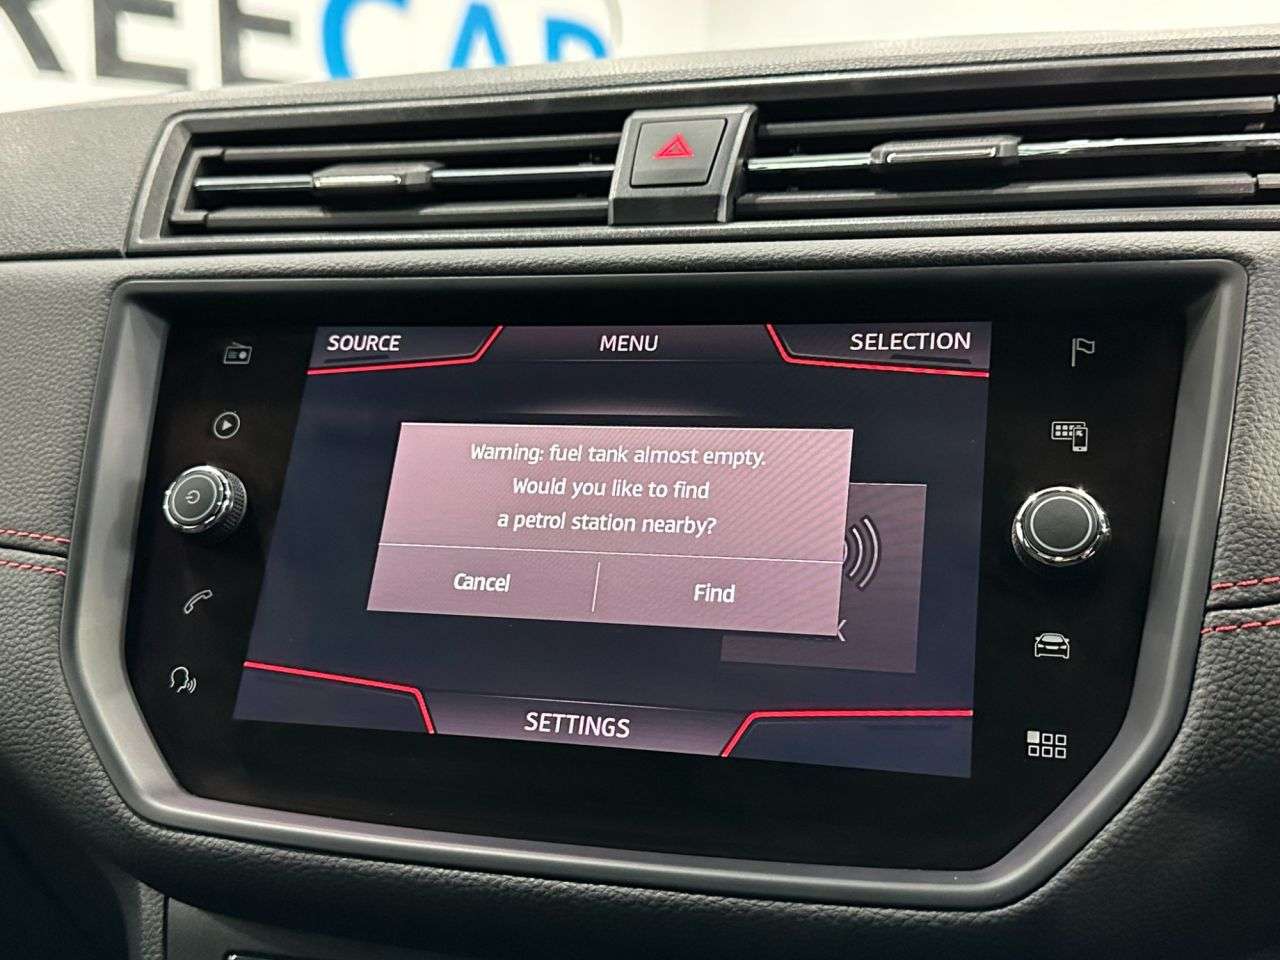 REECAR
SOURCE
MENU
SELECTION
Warning: fuel tank almost empty.
Would you like to find
a petrol station nearby?
Cancel
Find
SETTINGS